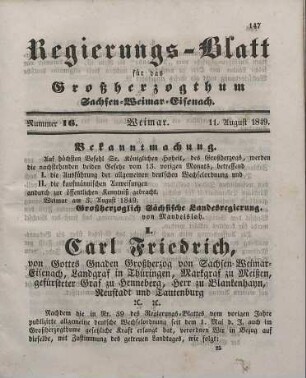 147
Regierungs-Blatt
für das
Großherzogthum
Sachsen-Weimar-Eisenach.
Nummer 16. Weimar. 11. August 1849.
Bekanntmachung.
Auf höchsten Befehl Sr. Königlichen Hoheit, des Großherzogs, werden
die nachstehenden beiden Gesetze vom 15. vorigen Monats, betreffend
I. die Ausführung der allgemeinen deutschen Wechselordnung und
II. die kaufmännischen Anweisungen
andurch zur öffentlichen Kenntniß gebracht.
Weimar am 5. August 1849.
Großherzoglich Sächsische Landesregierung.
von Mandelsloh.
I.
Carl Friedrich,
von Gottes Gnaden Großherzog von Sachsen-Weimar-
Eisenach, Landgraf in Thüringen, Markgraf zu Meißen,
gefürsteter Graf zu Henneberg, Herr zu Blankenhayn,
Neustadt und Tautenburg
ꝛc. ꝛc.
Nachdem die in Nr. 39 des Regierungs-Blattes vom vorigen Jahre
publizirte allgemeine deutsche Wechselordnung seit dem 1. Mai d. J. auch im
Großherzogthume gesetzliche Kraft erlangt hat, verordnen Wir in Bezug auf
dieselbe, mit Zustimmung des getreuen Landtages, wie folgt: